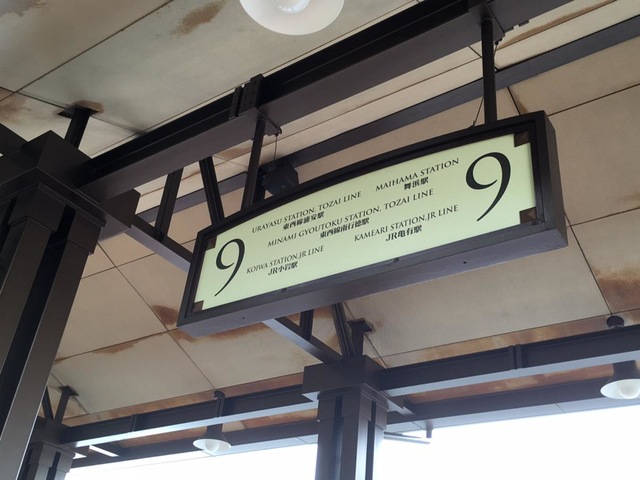 9
URAYASU STATION, TOZAI LINE MAIHAMA STATION
東西線浦安駅 舞浜駅
MINAMI GYOUTOKU STATION, TOZAI LINE
東西線南行徳駅
KOIWA STATION,JR LINE KAMEARI STATION,JR LINE
JR小岩駅 JR亀有駅
9